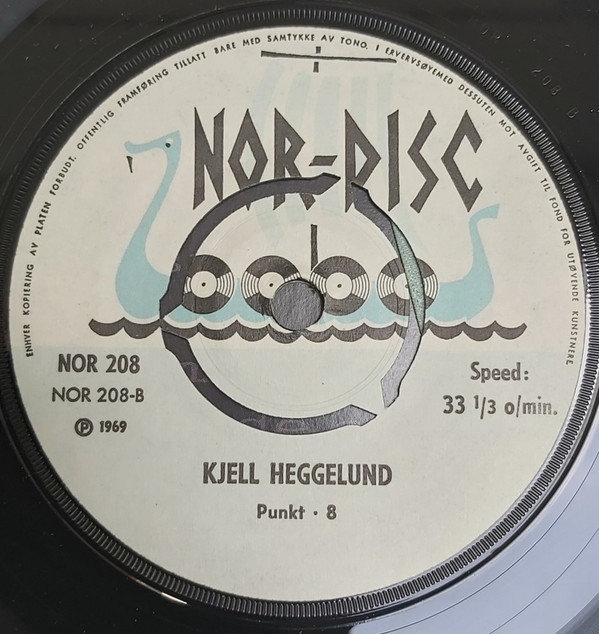 ENHVER KOPIERING AV PLATEN FORBUDT. OFFENTLIG FRAMFØRING TILLATT BARE MED SAMTYKKE AV TONO. I ERVERVSØYEMED DESSUTEN MOT AVGIFT TIL FOND FOR UTØVENDE KUNSTNERE
NOR-DISC
NOR 208
NOR 208-B
Ⓟ 1969
Speed:
33 1/3 o/min.
KJELL HEGGELUND
Punkt · 8